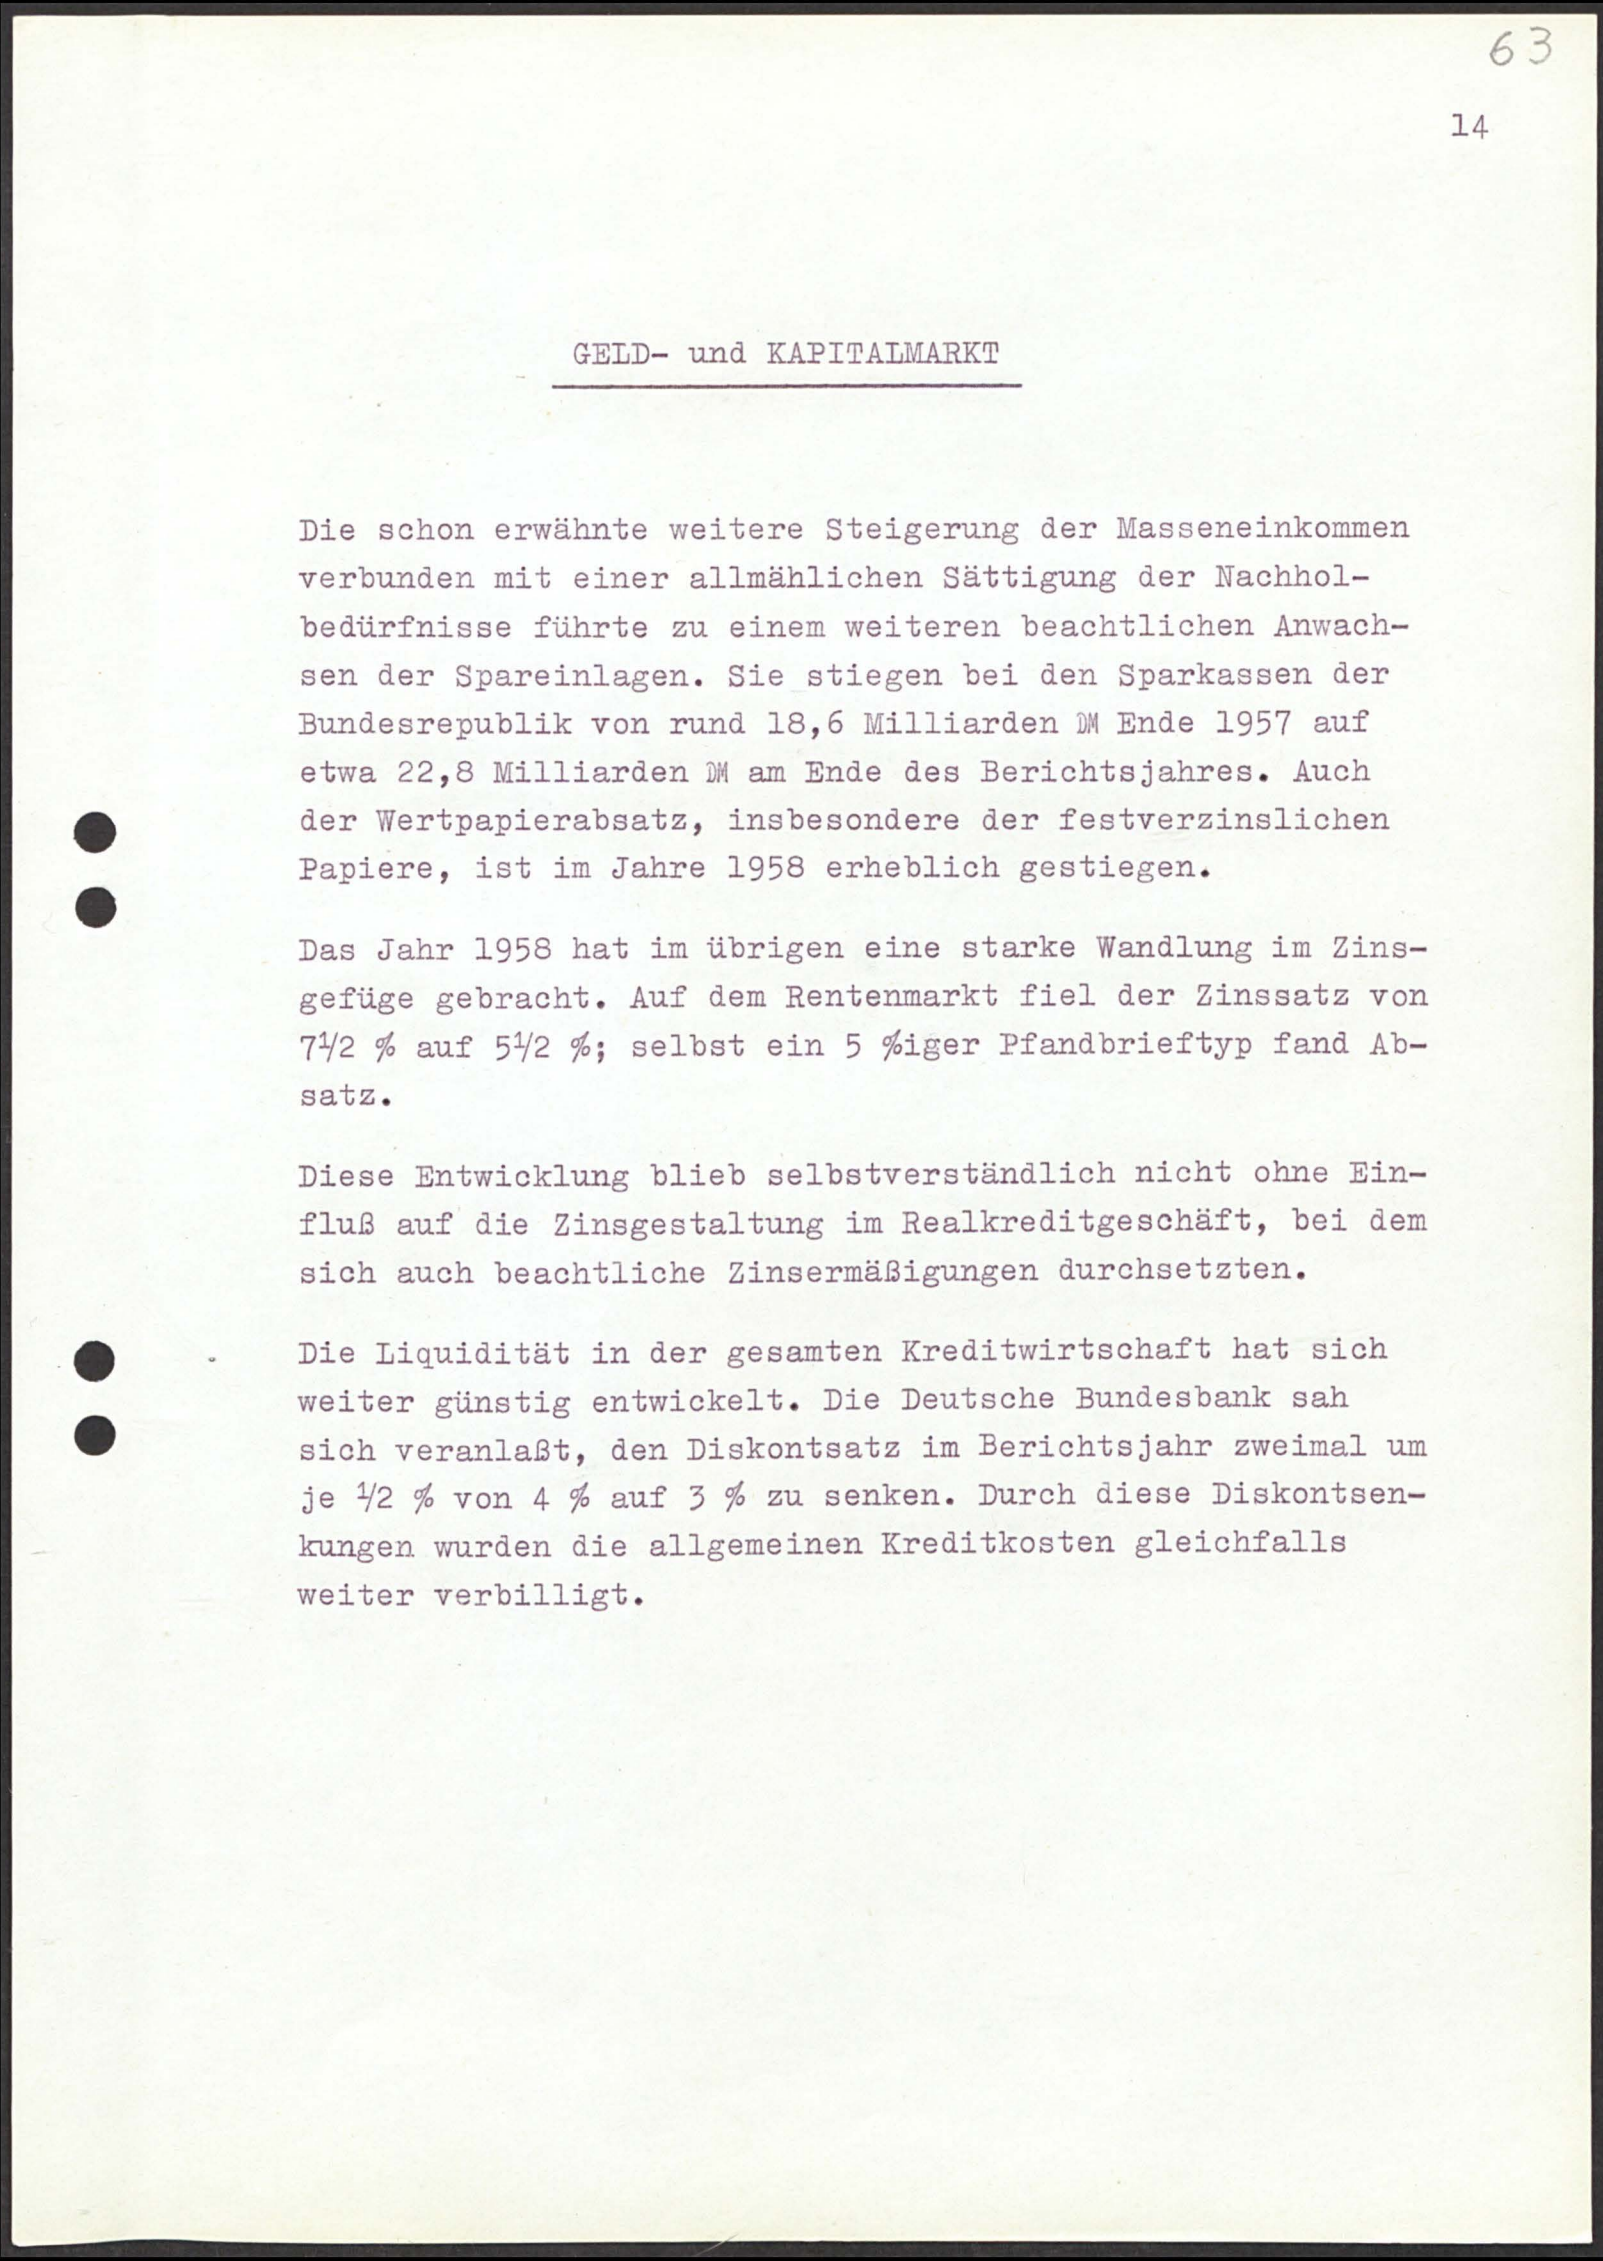 63
14
GELD- und KAPITALMARKT
Die schon erwähnte weitere Steigerung der Masseneinkommen
verbunden mit einer allmählichen Sättigung der Nachhol-
bedürfnisse führte zu einem weiteren beachtlichen Anwach-
sen der Spareinlagen. Sie stiegen bei den Sparkassen der
Bundesrepublik von rund 18,6 Milliarden DM Ende 1957 auf
etwa 22,8 Milliarden DM am Ende des Berichtsjahres. Auch
der Wertpapierabsatz, insbesondere der festverzinslichen
Papiere, ist im Jahre 1958 erheblich gestiegen.
Das Jahr 1958 hat im übrigen eine starke Wandlung im Zins-
gefüge gebracht. Auf dem Rentenmarkt fiel der Zinssatz von
7 1/2 % auf 5 1/2 %; selbst ein 5 %iger Pfandbrieftyp fand Ab-
satz.
Diese Entwicklung blieb selbstverständlich nicht ohne Ein-
fluß auf die Zinsgestaltung im Realkreditgeschäft, bei dem
sich auch beachtliche Zinsermäßigungen durchsetzten.
Die Liquidität in der gesamten Kreditwirtschaft hat sich
weiter günstig entwickelt. Die Deutsche Bundesbank sah
sich veranlaßt, den Diskontsatz im Berichtsjahr zweimal um
je 1/2 % von 4 % auf 3 % zu senken. Durch diese Diskontsen-
kungen wurden die allgemeinen Kreditkosten gleichfalls
weiter verbilligt.